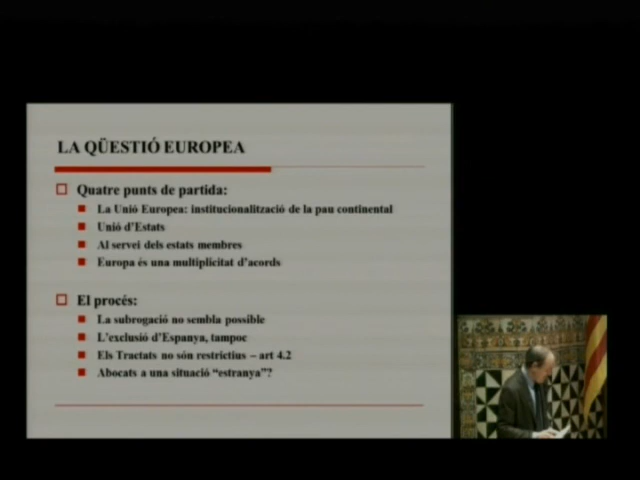 LA QÜESTIÓ EUROPEA
Quatre punts de partida:
La Unió Europea: institucionalització de la pau continental
Unió d'Estats
Al servei dels estats membres
Europa és una multiplicitat d'acords
El procés:
La subrogació no sembla possible
L'exclusió d'Espanya, tampoc
Els Tractats no són restrictius – art 4.2
Abocats a una situació "estranya"?